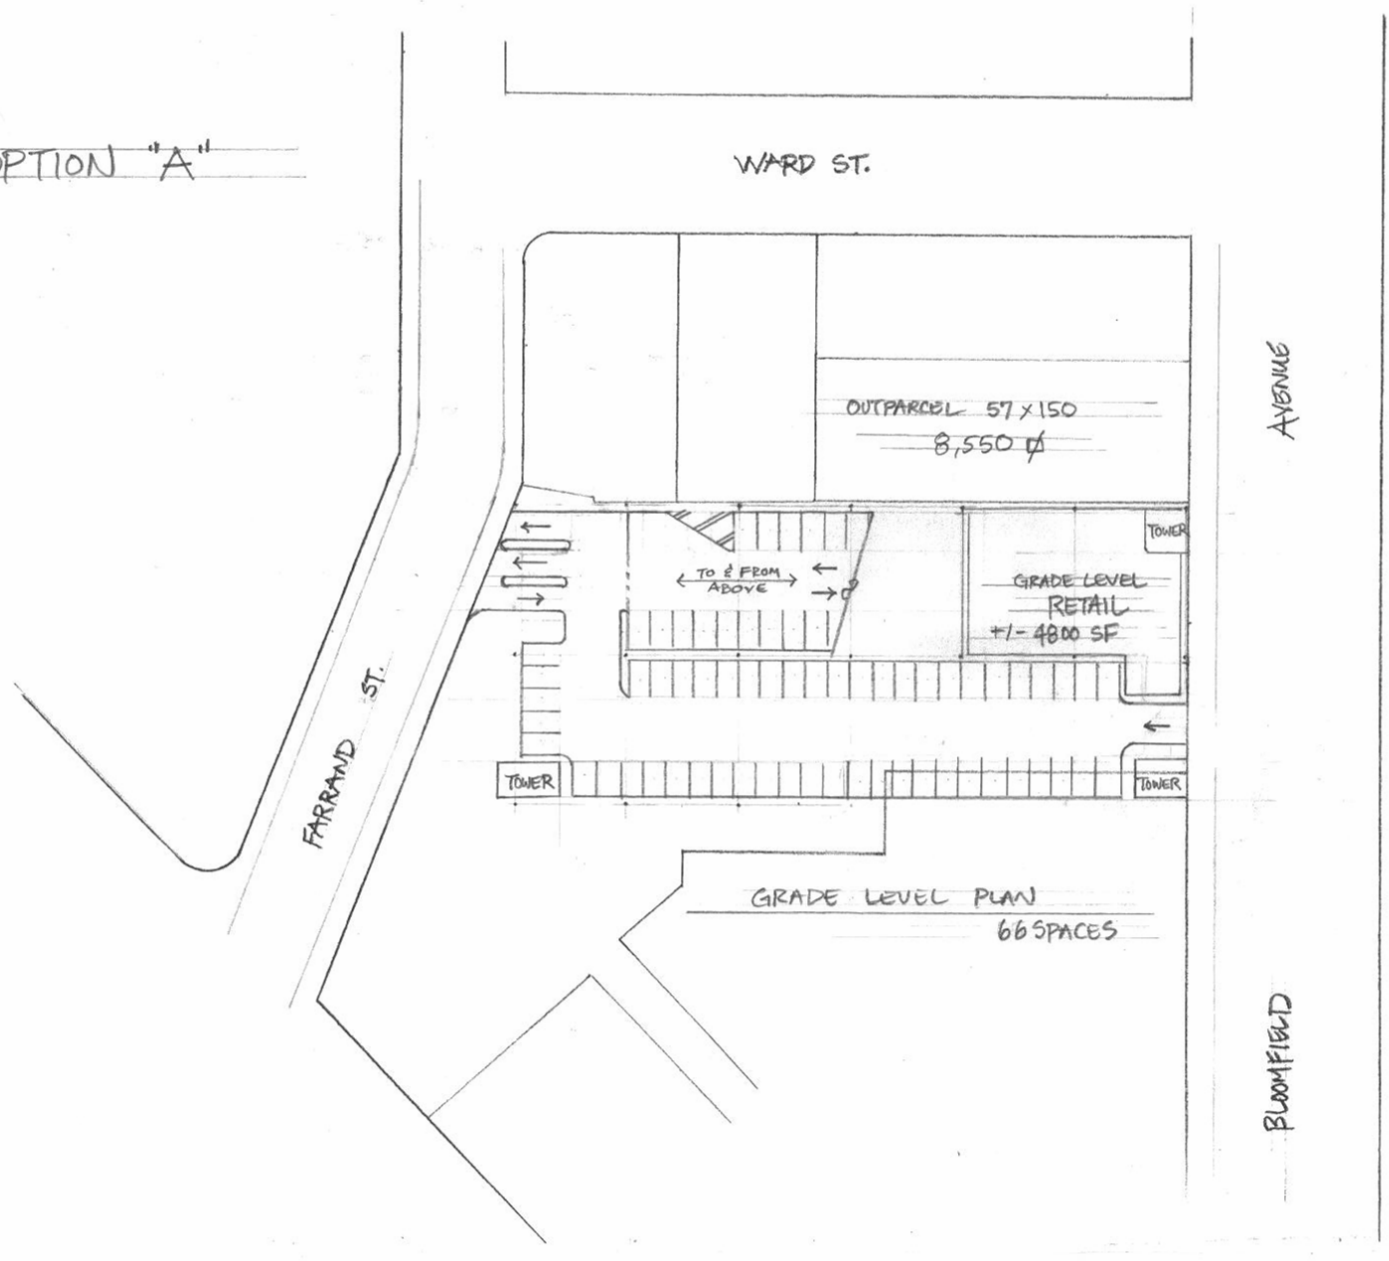 OPTION "A"
WARD ST.
AVENUE
OUTPARCEL 57 x 150
8,550
TOWER
TO & FROM
ABOVE
GRADE LEVEL
RETAIL
+/- 4800 SF
FARRAND ST.
TOWER
TOWER
GRADE LEVEL PLAN
66 SPACES
BLOOMFIELD